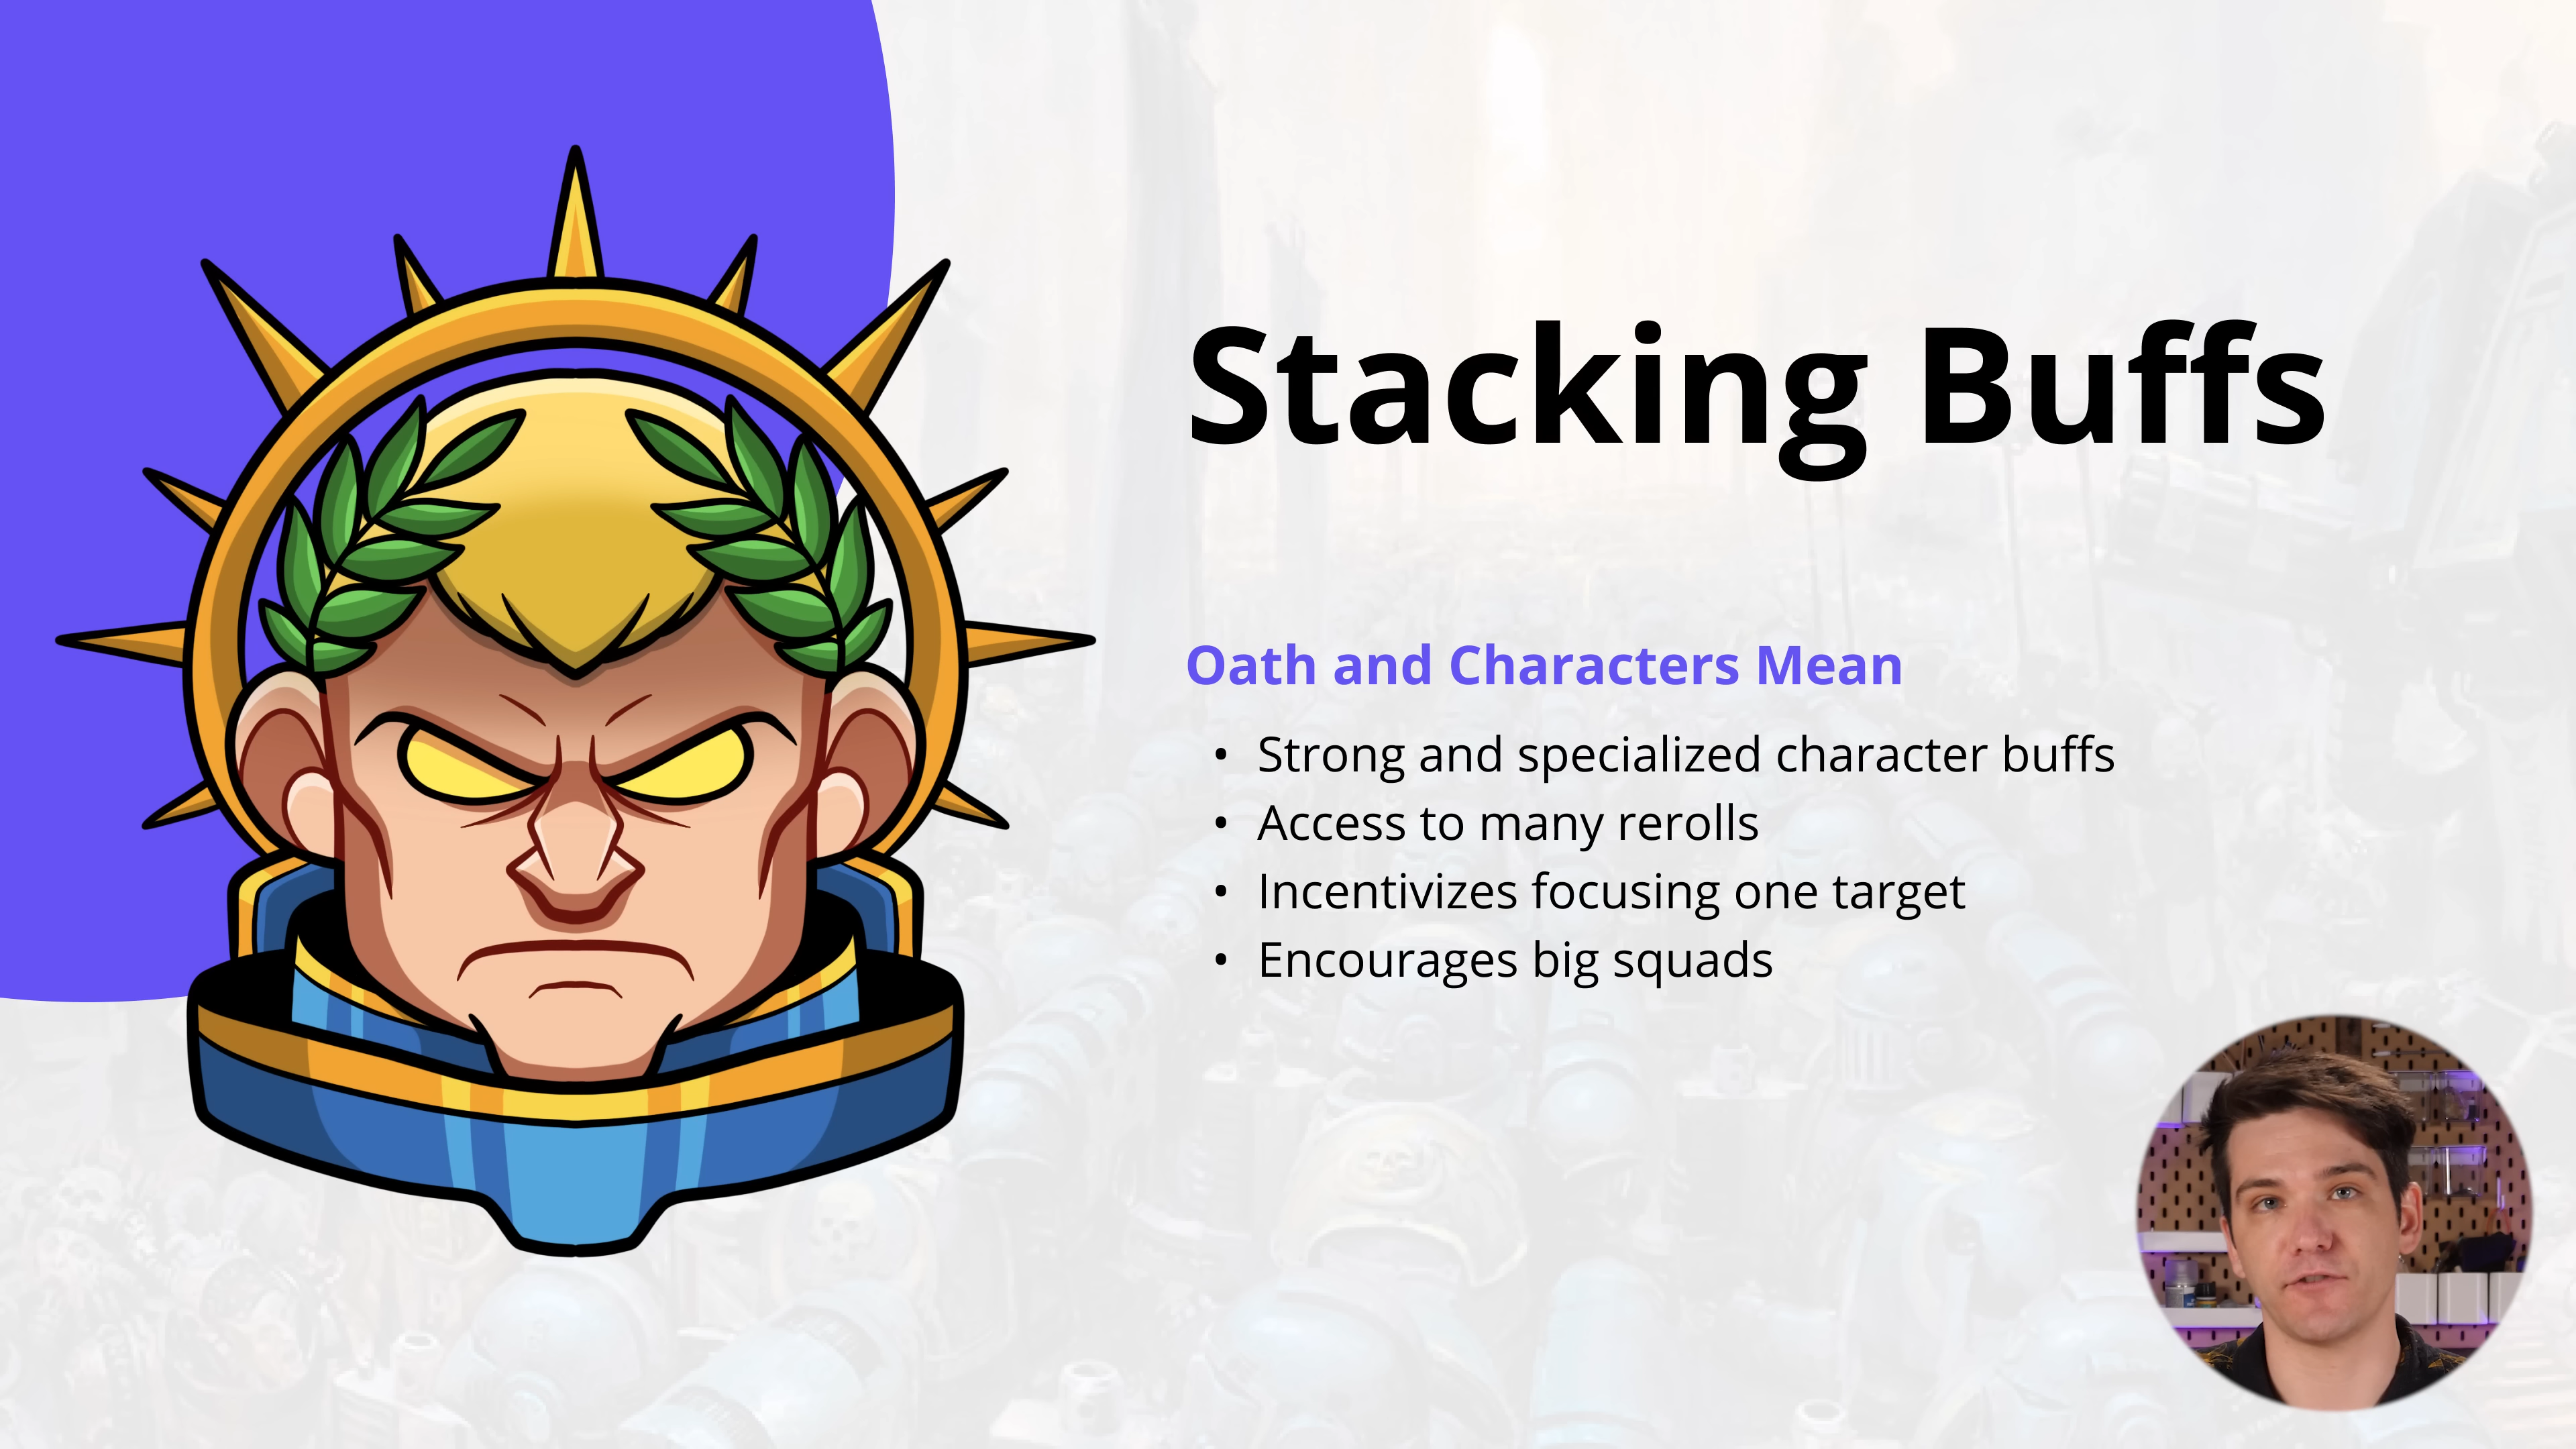 Stacking Buffs
Oath and Characters Mean
• Strong and specialized character buffs
• Access to many rerolls
• Incentivizes focusing one target
• Encourages big squads